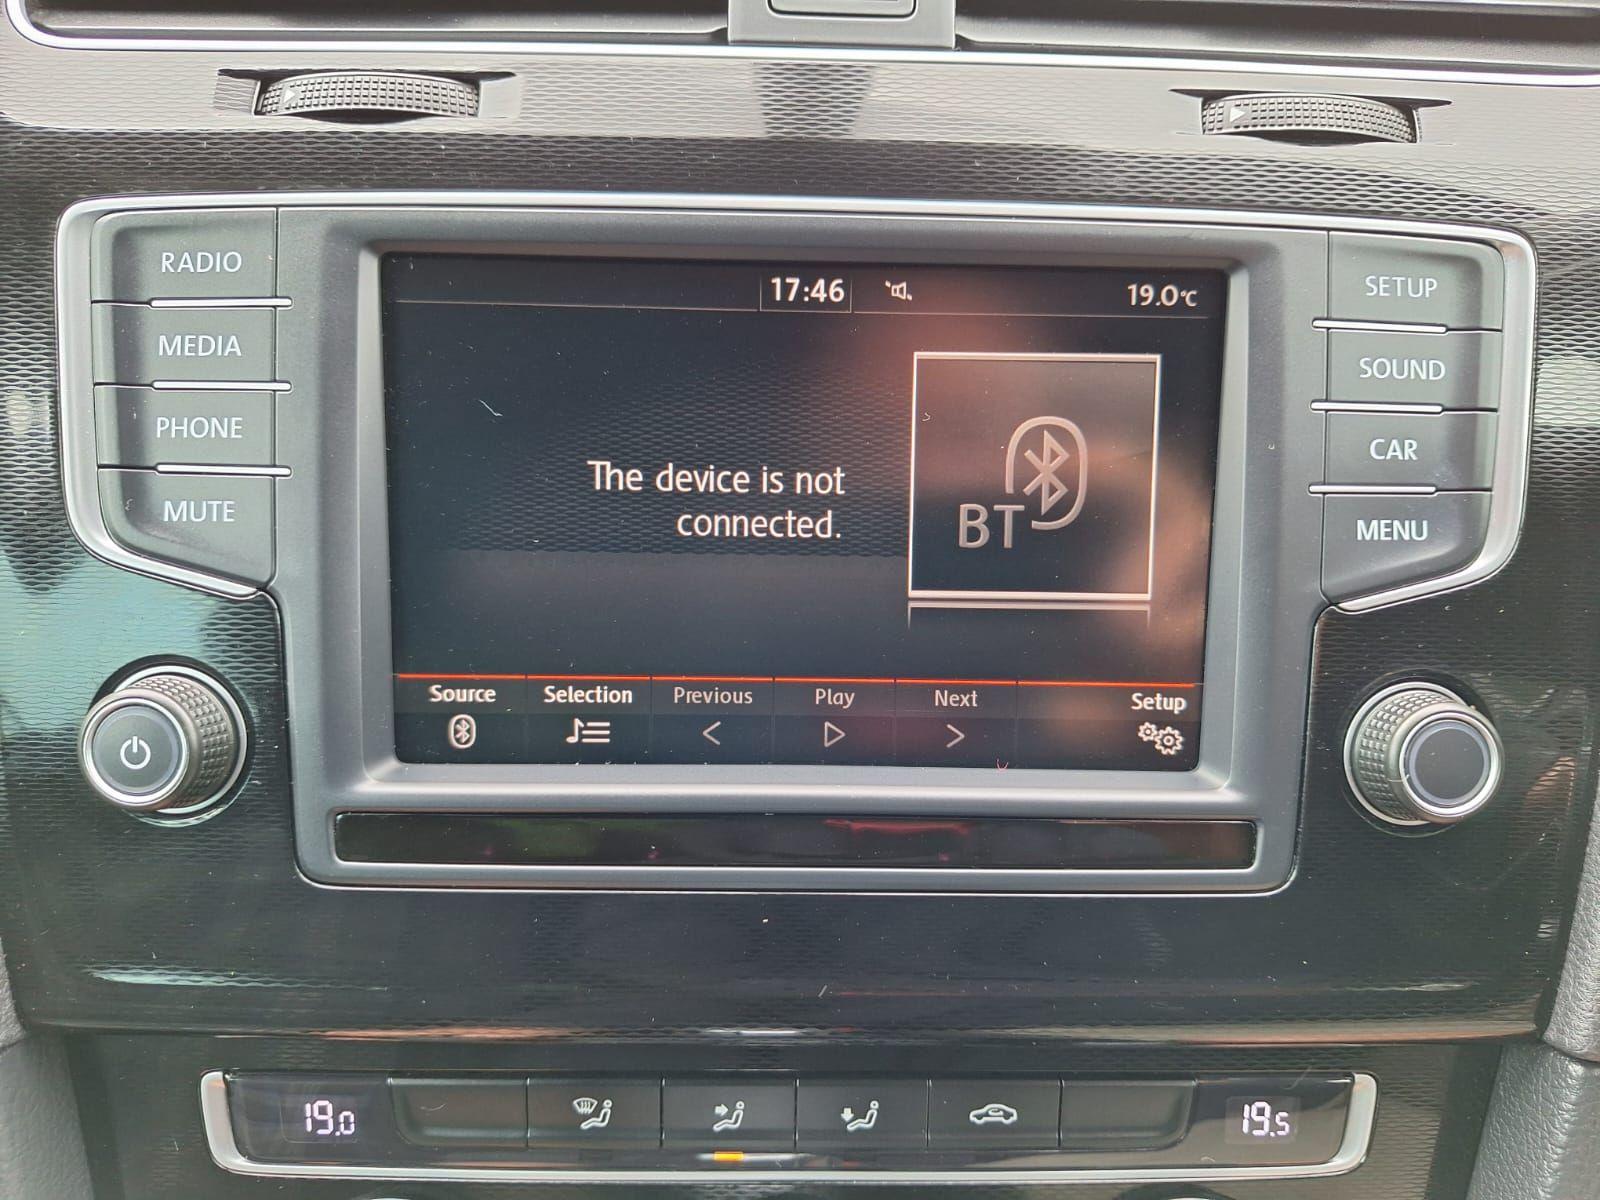 RADIO
MEDIA
PHONE
MUTE
17:46
19.0°C
The device is not
connected.
BT
Source
Selection
Previous
Play
Next
Setup
SETUP
SOUND
CAR
MENU
19.0
19.5